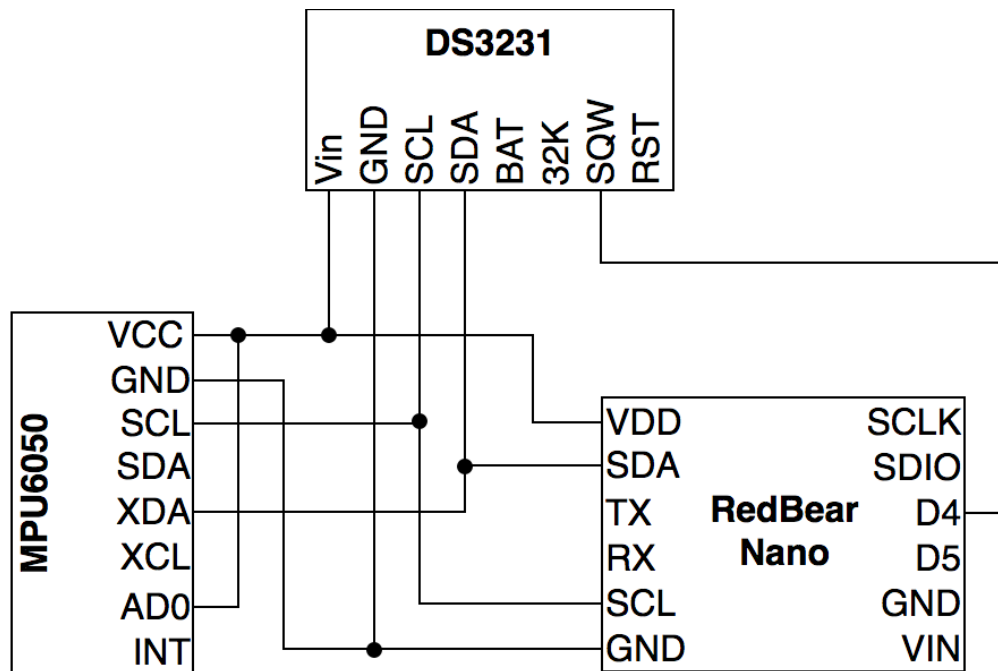 DS3231
Vin
GND
SCL
SDA
BAT
32K
SQW
RST
MPU6050
VCC
GND
SCL
SDA
XDA
XCL
AD0
INT
RedBear
Nano
VDD
SDA
TX
RX
SCL
GND
SCLK
SDIO
D4
D5
GND
VIN